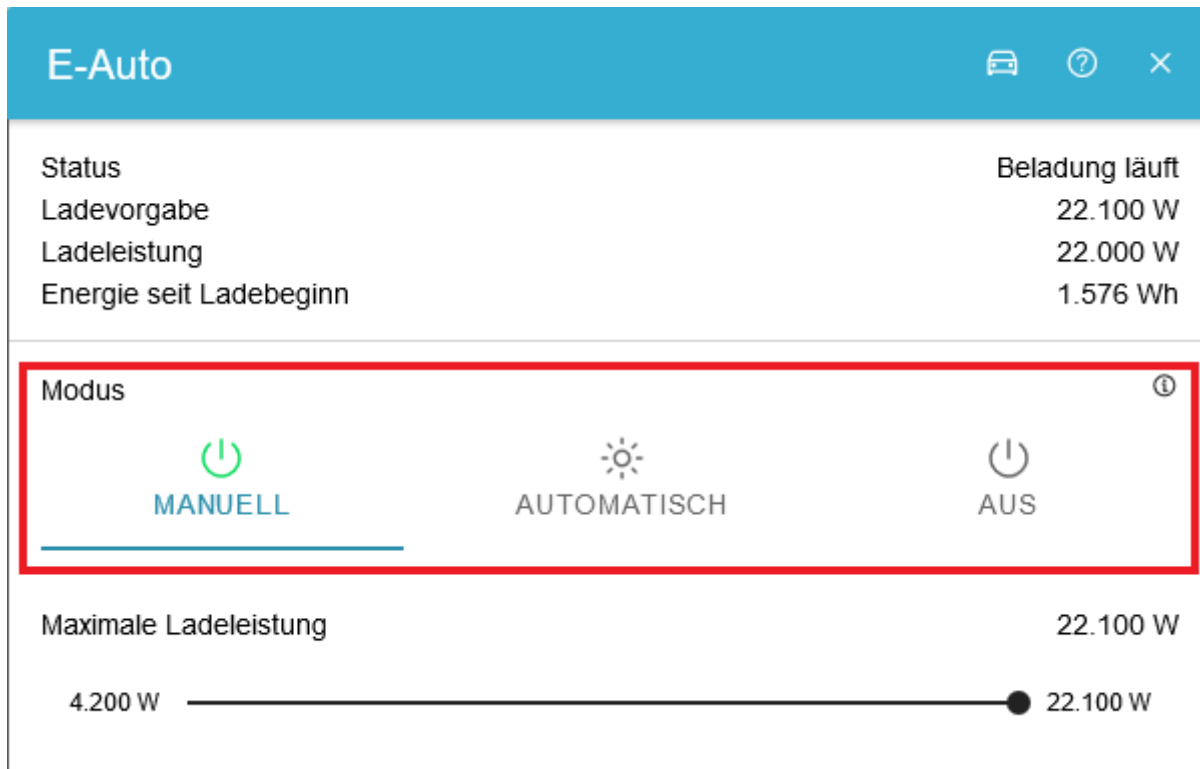 E-Auto
Status Beladung läuft
Ladevorgabe 22.100 W
Ladeleistung 22.000 W
Energie seit Ladebeginn 1.576 Wh
Modus
MANUELL AUTOMATISCH AUS
Maximale Ladeleistung 22.100 W
4.200 W 22.100 W